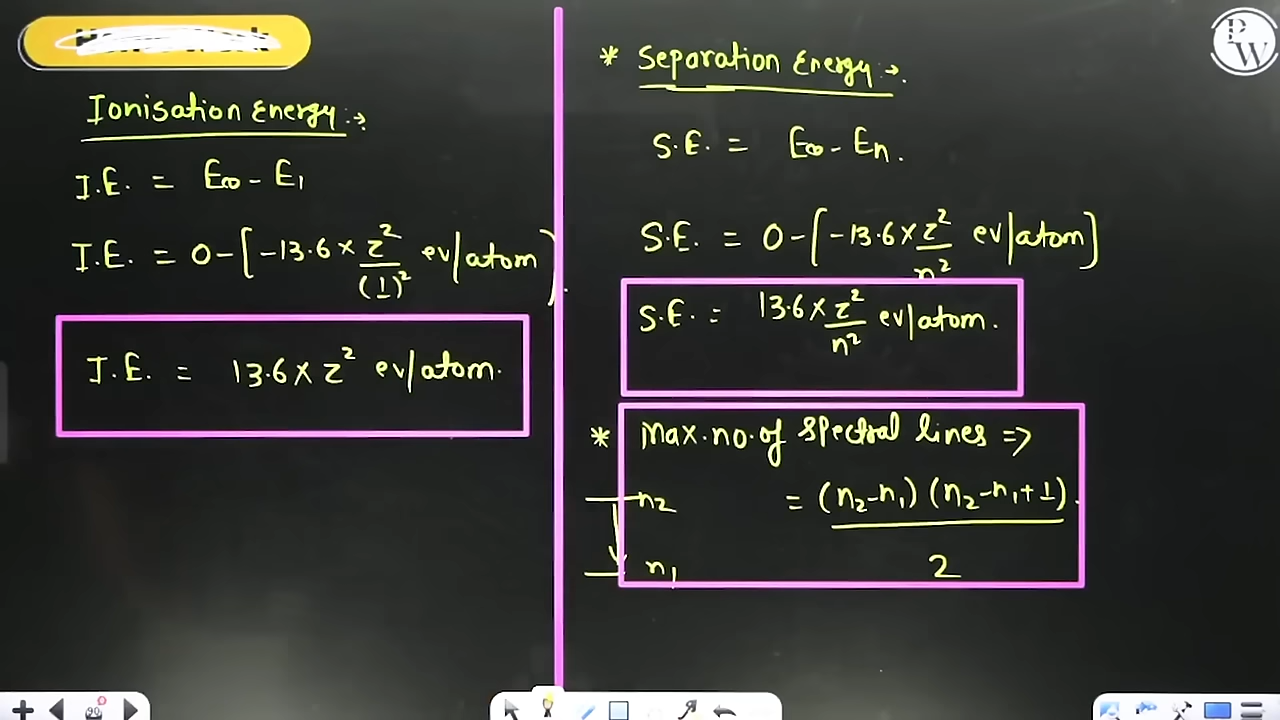 Ionisation Energy :→
I.E. = E∞ - E1
I.E. = 0 - [-13.6 × Z²/(1)² ev/atom]
I.E. = 13.6 × Z² ev/atom.
* Separation Energy :→
S.E. = E∞ - En.
S.E. = 0 - [-13.6 × Z²/n² ev/atom]
S.E. = 13.6 × Z²/n² ev/atom.
* Max. no. of spectral lines ⇒
n2
= (n2-n1) (n2-n1+1)
n1
2
PW